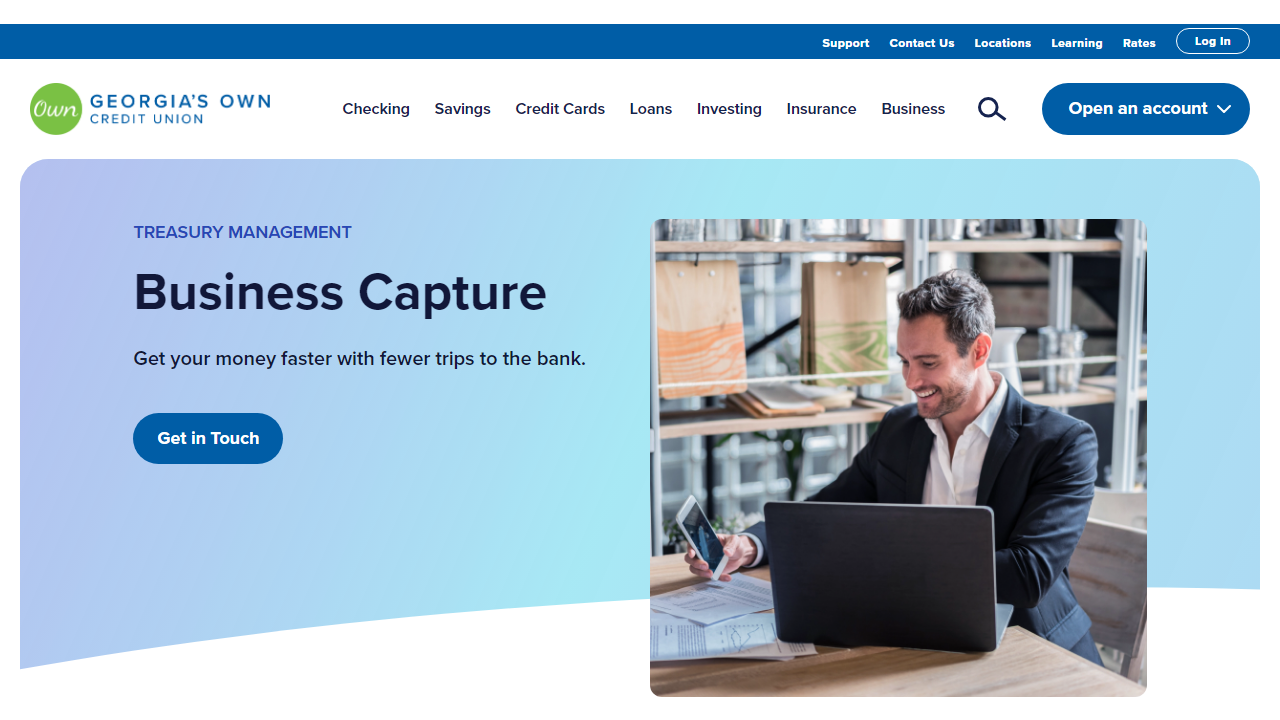 Support Contact Us Locations Learning Rates Log In
Own GEORGIA'S OWN
CREDIT UNION
Checking Savings Credit Cards Loans Investing Insurance Business Open an account
TREASURY MANAGEMENT
Business Capture
Get your money faster with fewer trips to the bank.
Get in Touch